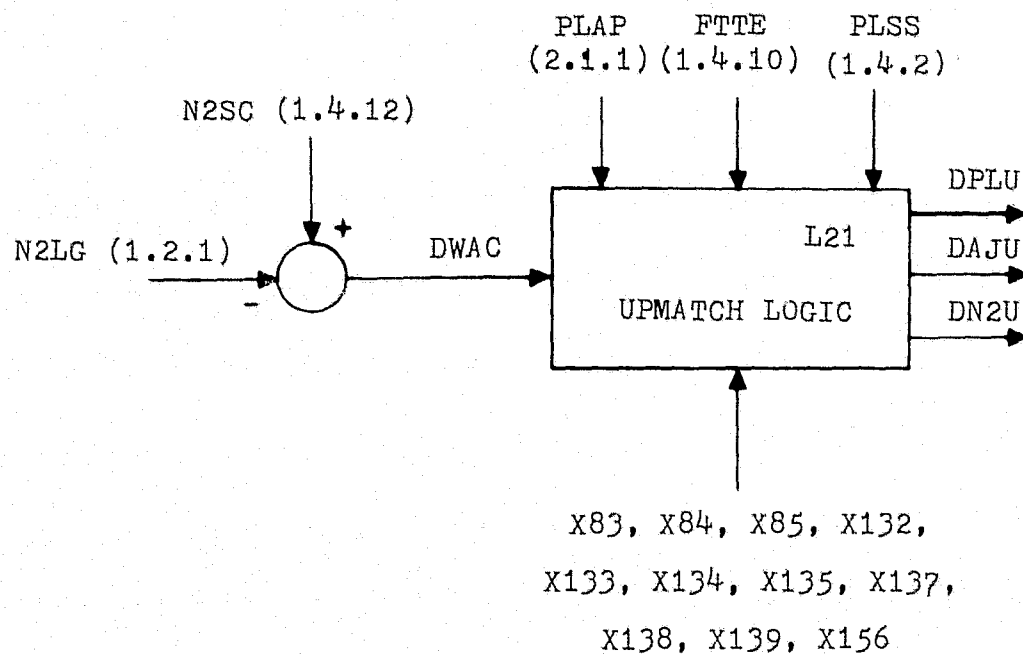 PLAP FTTE PLSS
(2.1.1) (1.4.10) (1.4.2)
N2SC (1.4.12)
DPLU
+
L21
N2LG (1.2.1)
DWAC
DAJU
-
UPMATCH LOGIC
DN2U
X83, X84, X85, X132,
X133, X134, X135, X137,
X138, X139, X156